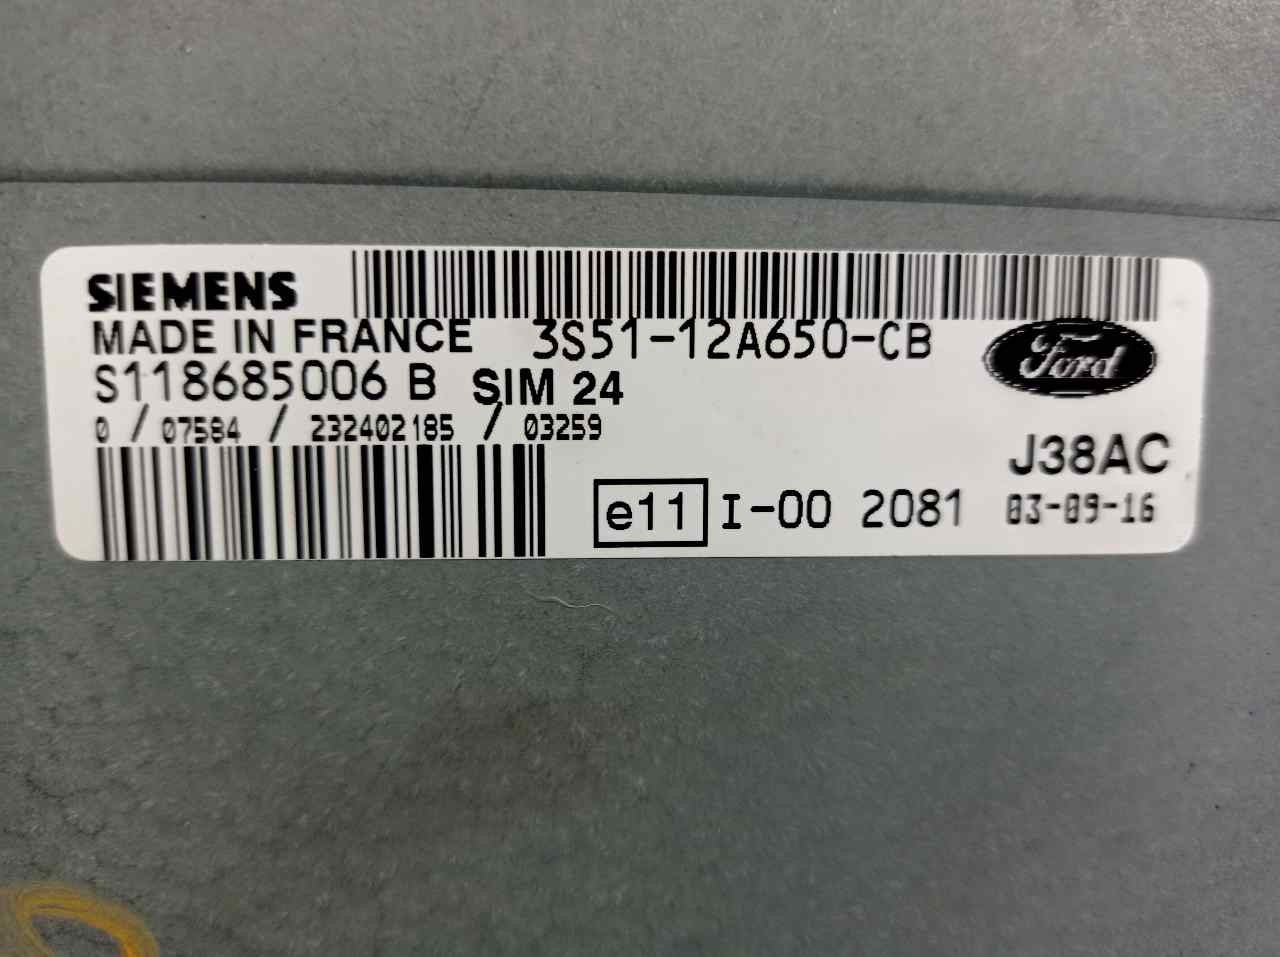 SIEMENS
MADE IN FRANCE 3S51-12A650-CB
Ford
S118685006 B SIM 24
0 / 07584 / 232402185 / 03259
J38AC
e11 I-00 2081 03-09-16